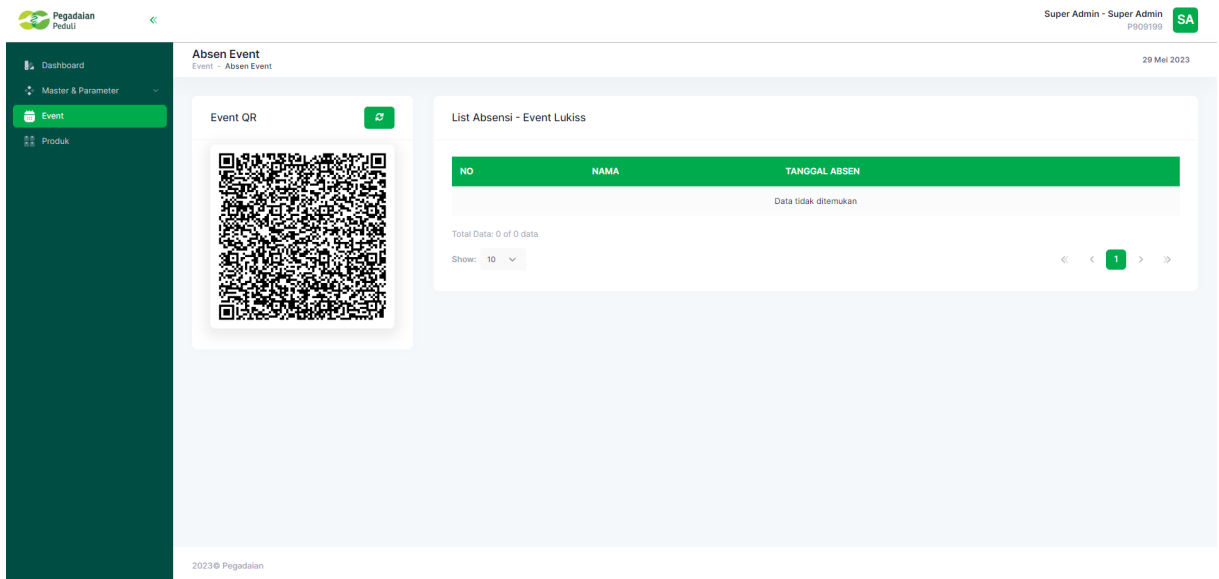 Pegadaian
Peduli
Super Admin - Super Admin
P909199
SA
Dashboard
Master & Parameter
Event
Produk
Absen Event
Event - Absen Event
29 Mei 2023
Event QR
List Absensi - Event Lukiss
NO NAMA TANGGAL ABSEN
Data tidak ditemukan
Total Data: 0 of 0 data
Show: 10
1
2023© Pegadaian